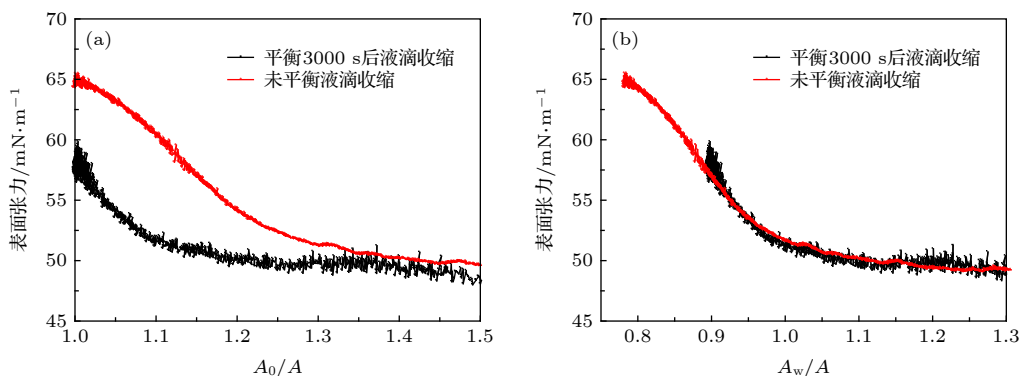 (a)
平衡3000 s后液滴收缩
未平衡液滴收缩
表面张力/mN·m⁻¹
70
65
60
55
50
45
1.0 1.1 1.2 1.3 1.4 1.5
A₀/A
(b)
平衡3000 s后液滴收缩
未平衡液滴收缩
表面张力/mN·m⁻¹
70
65
60
55
50
45
0.8 0.9 1.0 1.1 1.2 1.3
A_w/A